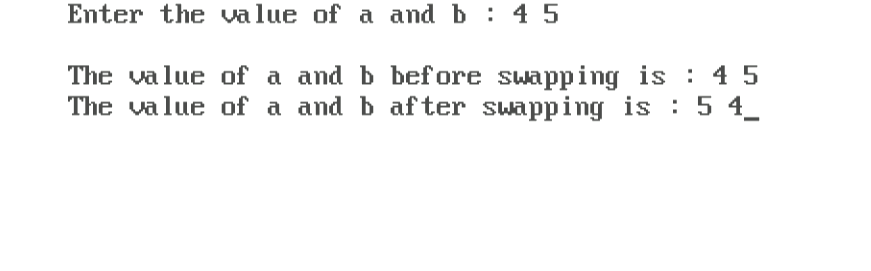 Enter the value of a and b : 4 5
The value of a and b before swapping is : 4 5
The value of a and b after swapping is : 5 4_